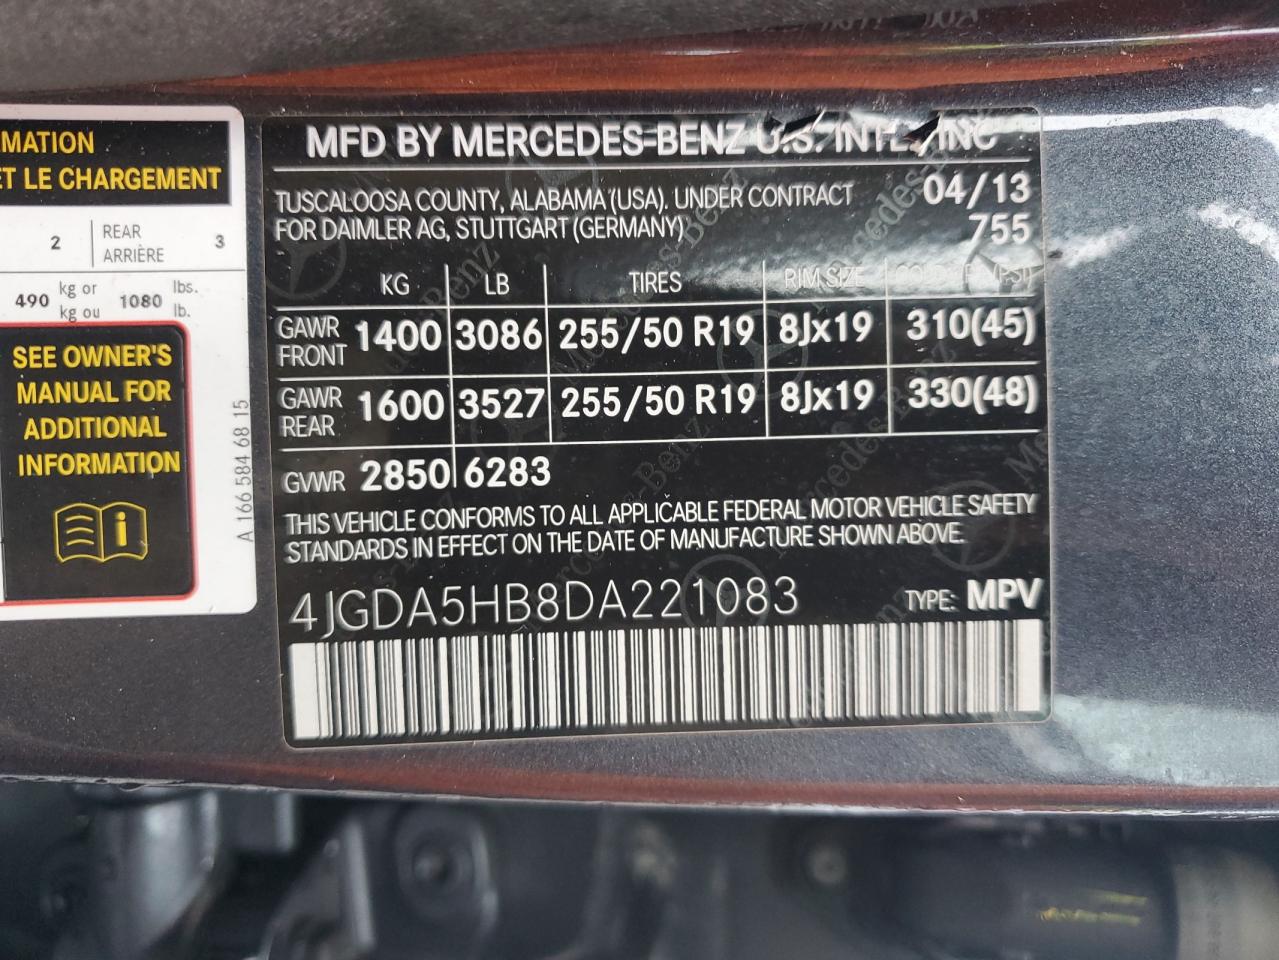 MATION
ET LE CHARGEMENT
2 REAR 3
ARRIÈRE
490 kg or 1080 lbs.
kg ou lb.
SEE OWNER'S
MANUAL FOR
ADDITIONAL
INFORMATION
A 166 584 68 15
MFD BY MERCEDES-BENZ U.S. INTL, INC
TUSCALOOSA COUNTY, ALABAMA (USA). UNDER CONTRACT 04/13
FOR DAIMLER AG, STUTTGART (GERMANY) 755
KG LB TIRES RIM SIZE (PSI)
GAWR FRONT 1400 3086 255/50 R19 8Jx19 310(45)
GAWR REAR 1600 3527 255/50 R19 8Jx19 330(48)
GVWR 2850 6283
THIS VEHICLE CONFORMS TO ALL APPLICABLE FEDERAL MOTOR VEHICLE SAFETY
STANDARDS IN EFFECT ON THE DATE OF MANUFACTURE SHOWN ABOVE.
4JGDA5HB8DA221083 TYPE: MPV